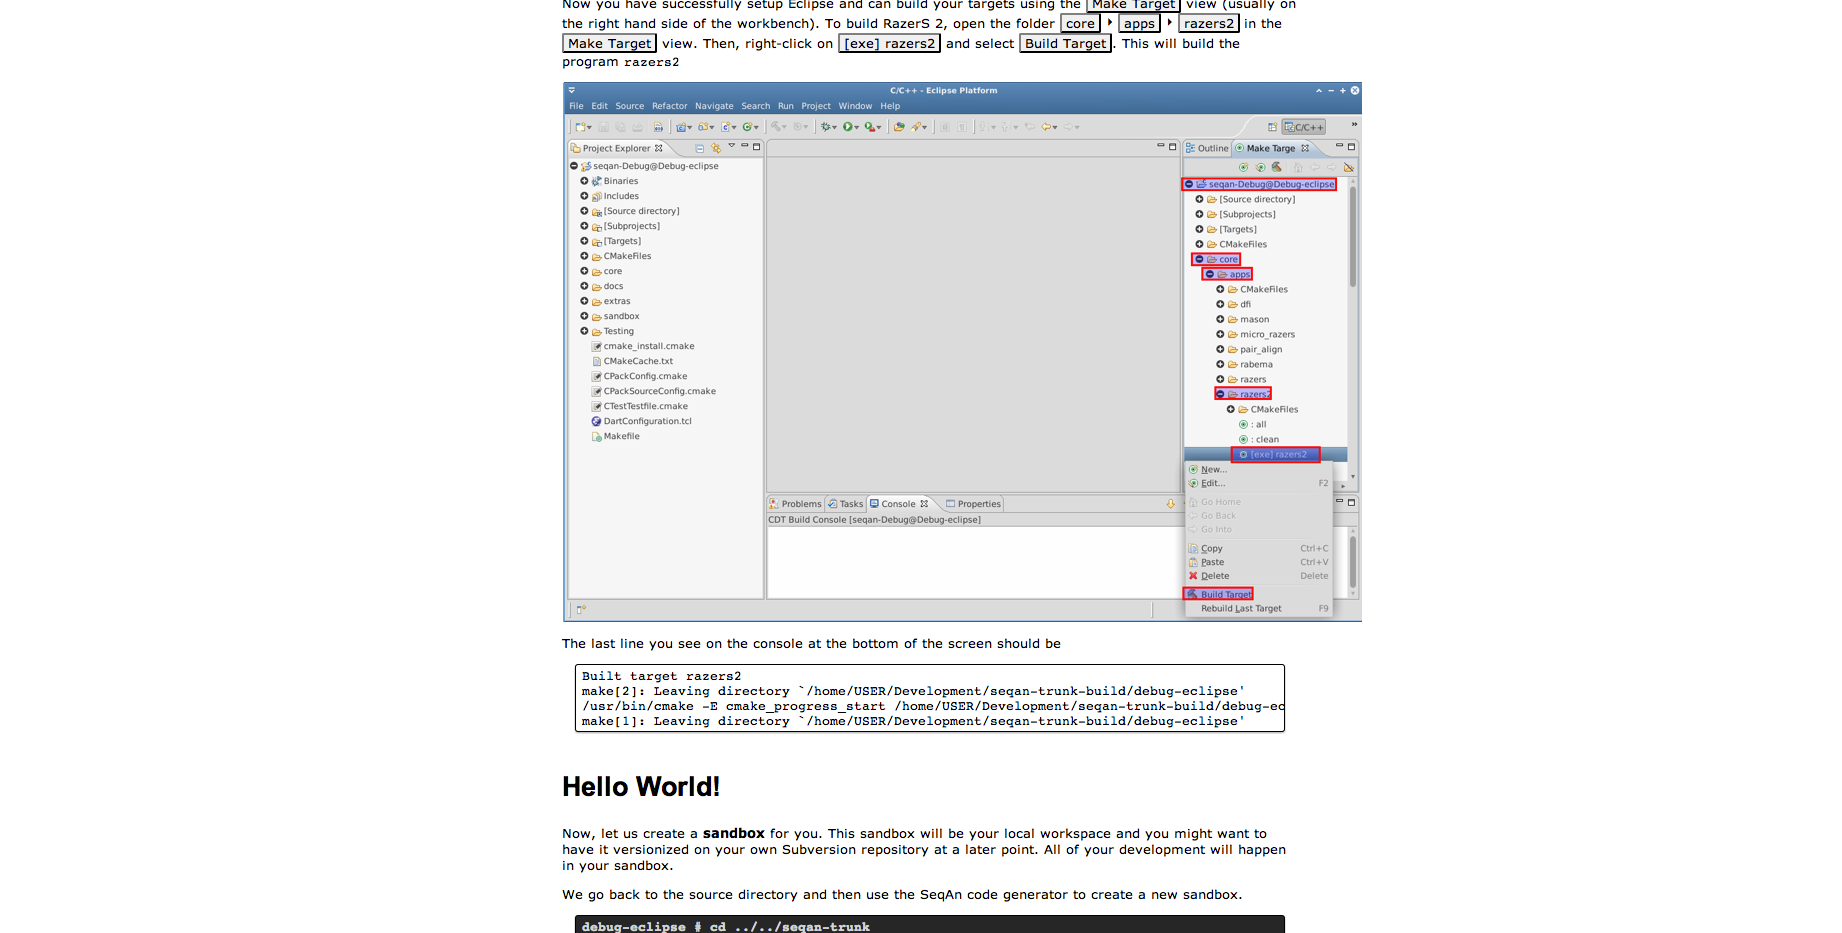 Now you have successfully setup Eclipse and can build your targets using the Make Target view (usually on
the right hand side of the workbench). To build RazerS 2, open the folder core ‣ apps ‣ razers2 in the
Make Target view. Then, right-click on [exe] razers2 and select Build Target. This will build the
program razers2
C/C++ - Eclipse Platform
File Edit Source Refactor Navigate Search Run Project Window Help
C/C++ »
Project Explorer
seqan-Debug@Debug-eclipse
Binaries
Includes
[Source directory]
[Subprojects]
[Targets]
CMakeFiles
core
docs
extras
sandbox
Testing
cmake_install.cmake
CMakeCache.txt
CPackConfig.cmake
CPackSourceConfig.cmake
CTestTestfile.cmake
DartConfiguration.tcl
Makefile
Outline Make Targe
seqan-Debug@Debug-eclipse
[Source directory]
[Subprojects]
[Targets]
CMakeFiles
core
apps
CMakeFiles
dfi
mason
micro_razers
pair_align
rabema
razers
razers2
CMakeFiles
: all
: clean
[exe] razers2
New...
Edit... F2
Go Home
Go Back
Go Into
Copy Ctrl+C
Paste Ctrl+V
Delete Delete
Build Target
Rebuild Last Target F9
Problems Tasks Console Properties
CDT Build Console [seqan-Debug@Debug-eclipse]
The last line you see on the console at the bottom of the screen should be
Built target razers2
make[2]: Leaving directory `/home/USER/Development/seqan-trunk-build/debug-eclipse'
/usr/bin/cmake -E cmake_progress_start /home/USER/Development/seqan-trunk-build/debug-ec
make[1]: Leaving directory `/home/USER/Development/seqan-trunk-build/debug-eclipse'
Hello World!
Now, let us create a sandbox for you. This sandbox will be your local workspace and you might want to
have it versionized on your own Subversion repository at a later point. All of your development will happen
in your sandbox.
We go back to the source directory and then use the SeqAn code generator to create a new sandbox.
debug-eclipse # cd ../../seqan-trunk